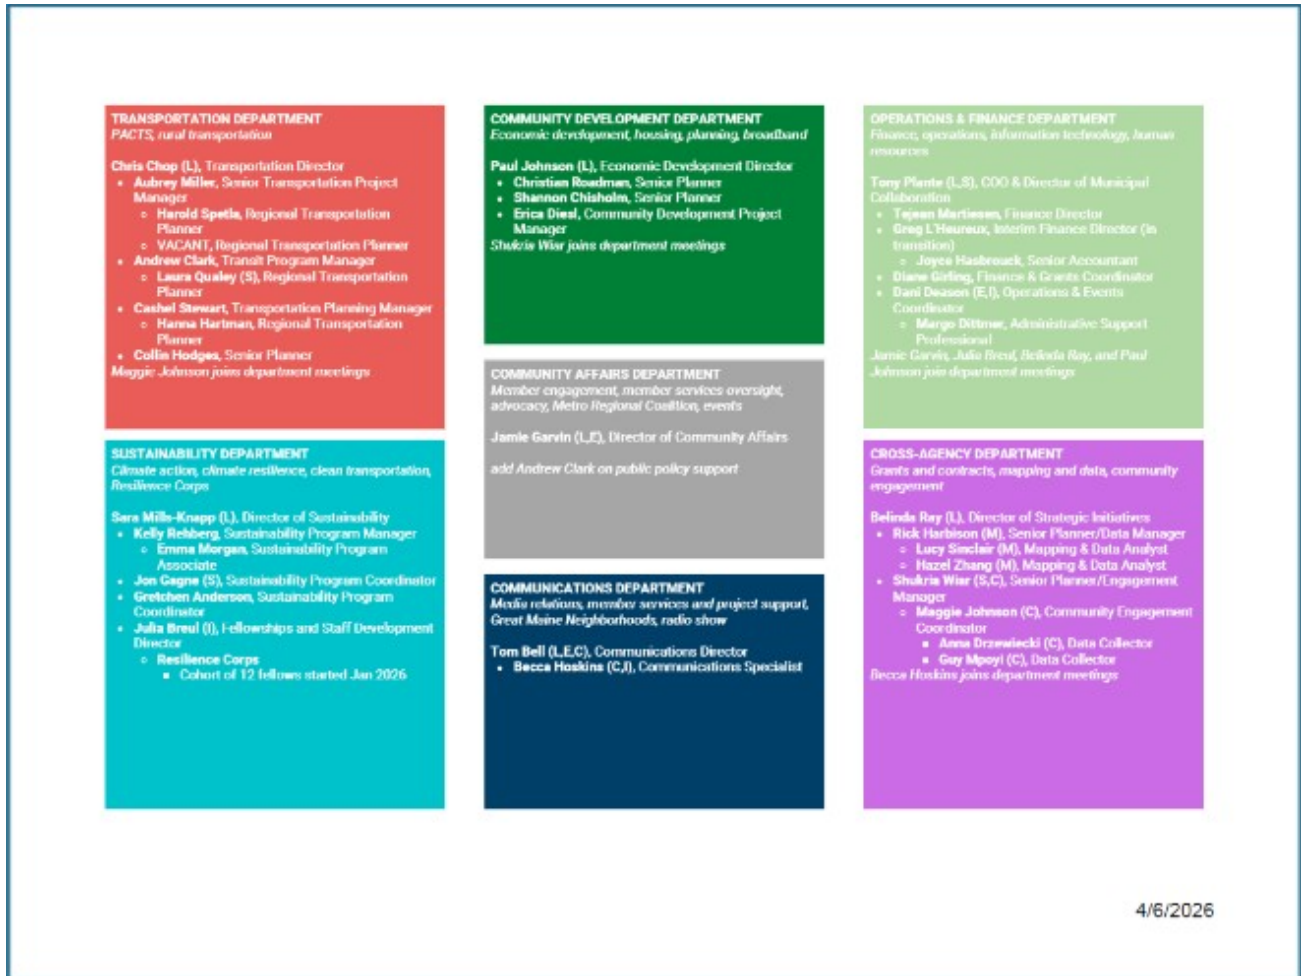 TRANSPORTATION DEPARTMENT
PACTS, rural transportation
Chris Chop (L), Transportation Director
• Aubrey Miller, Senior Transportation Project
Manager
○ Harold Spetla, Regional Transportation
Planner
○ VACANT, Regional Transportation Planner
• Andrew Clark, Transit Program Manager
○ Laura Qualey (S), Regional Transportation
Planner
• Cashel Stewart, Transportation Planning Manager
○ Hanna Hartman, Regional Transportation
Planner
• Collin Hodges, Senior Planner
Maggie Johnson joins department meetings
SUSTAINABILITY DEPARTMENT
Climate action, climate resilience, clean transportation,
Resilience Corps
Sara Mills-Knapp (L), Director of Sustainability
• Kelly Rehberg, Sustainability Program Manager
○ Emma Morgan, Sustainability Program
Associate
• Jon Gagne (S), Sustainability Program Coordinator
• Gretchen Anderson, Sustainability Program
Coordinator
• Julia Breul (I), Fellowships and Staff Development
Director
○ Resilience Corps
■ Cohort of 12 fellows started Jan 2026
COMMUNITY DEVELOPMENT DEPARTMENT
Economic development, housing, planning, broadband
Paul Johnson (L), Economic Development Director
• Christian Roadman, Senior Planner
• Shannon Chisholm, Senior Planner
• Erica Diesl, Community Development Project
Manager
Shukria Wiar joins department meetings
COMMUNITY AFFAIRS DEPARTMENT
Member engagement, member services oversight,
advocacy, Metro Regional Coalition, events
Jamie Garvin (L,E), Director of Community Affairs
add Andrew Clark on public policy support
COMMUNICATIONS DEPARTMENT
Media relations, member services and project support,
Great Maine Neighborhoods, radio show
Tom Bell (L,E,C), Communications Director
• Becca Hoskins (C,I), Communications Specialist
OPERATIONS & FINANCE DEPARTMENT
Finance, operations, information technology, human
resources
Tony Plante (L,S), COO & Director of Municipal
Collaboration
• Tejean Martiesen, Finance Director
• Greg L'Heureux, Interim Finance Director (in
transition)
○ Joyce Hasbrouck, Senior Accountant
• Diane Girling, Finance & Grants Coordinator
• Dani Deason (E,I), Operations & Events
Coordinator
○ Margo Dittmer, Administrative Support
Professional
Jamie Garvin, Julia Breul, Belinda Ray, and Paul
Johnson join department meetings
CROSS-AGENCY DEPARTMENT
Grants and contracts, mapping and data, community
engagement
Belinda Ray (L), Director of Strategic Initiatives
• Rick Harbison (M), Senior Planner/Data Manager
○ Lucy Sinclair (M), Mapping & Data Analyst
○ Hazel Zhang (M), Mapping & Data Analyst
• Shukria Wiar (S,C), Senior Planner/Engagement
Manager
○ Maggie Johnson (C), Community Engagement
Coordinator
■ Anna Drzewiecki (C), Data Collector
■ Guy Mpoyi (C), Data Collector
Becca Hoskins joins department meetings
4/6/2026